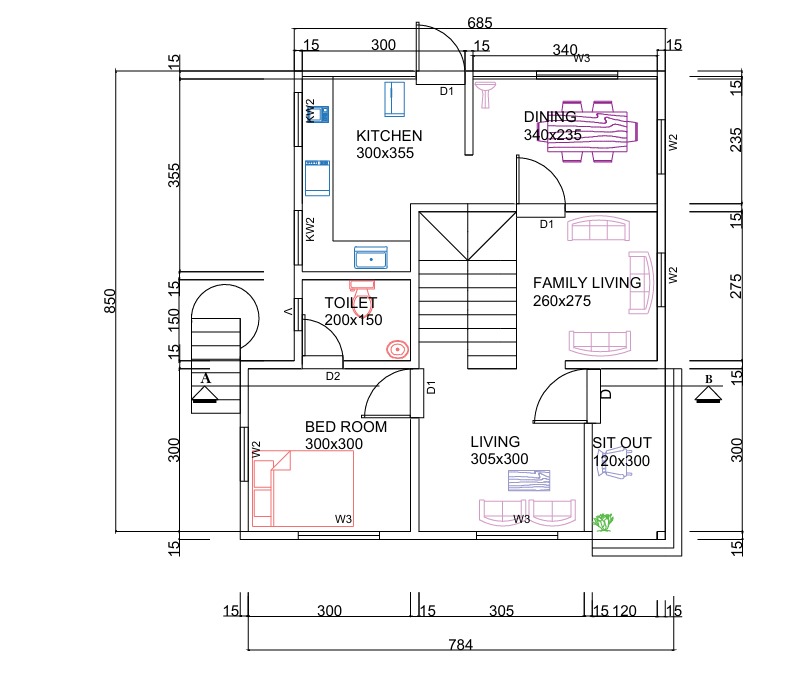 685
15
300
15
340
15
W3
15
D1
15
KW2
KITCHEN
300x355
DINING
340x235
W2
235
355
KW2
D1
15
W2
FAMILY LIVING
260x275
275
850
15
V
TOILET
200x150
150
15
D2
D1
A
B
15
D
BED ROOM
300x300
W2
LIVING
305x300
SIT OUT
120x300
300
300
W3
W3
15
15
15
300
15
305
15
120
15
784